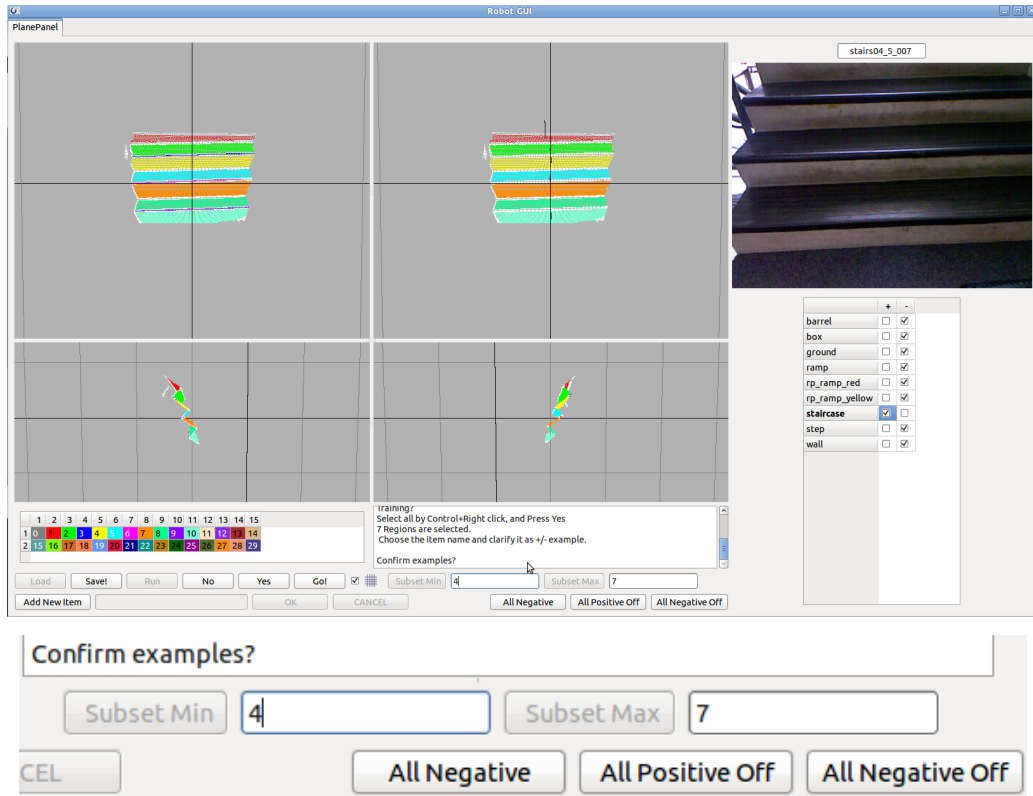 Robot GUI
PlanePanel
stairs04_5_007
+ -
barrel
box
ground
ramp
rp_ramp_red
rp_ramp_yellow
staircase
step
wall
1 2 3 4 5 6 7 8 9 10 11 12 13 14 15
1 0 1 2 3 4 5 6 7 8 9 10 11 12 13 14
2 15 16 17 18 19 20 21 22 23 24 25 26 27 28 29
Training?
Select all by Control+Right click, and Press Yes
7 Regions are selected.
Choose the item name and clarify it as +/-example.
Confirm examples?
Load Save! Run No Yes Go! Subset Min 4 Subset Max 7
Add New Item OK CANCEL All Negative All Positive Off All Negative Off
Confirm examples?
Subset Min 4 Subset Max 7
CEL All Negative All Positive Off All Negative Off